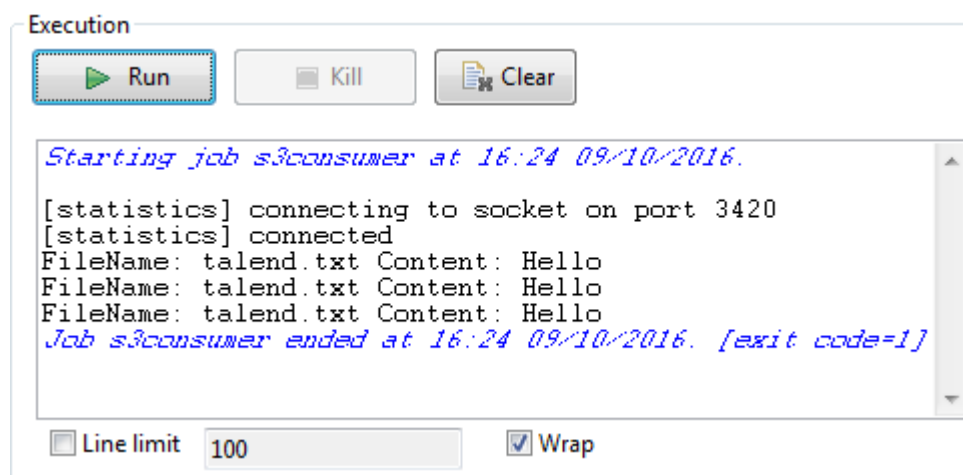 Execution
Run
Kill
Clear
Starting job s3consumer at 16:24 09/10/2016.
[statistics] connecting to socket on port 3420
[statistics] connected
FileName: talend.txt Content: Hello
FileName: talend.txt Content: Hello
FileName: talend.txt Content: Hello
Job s3consumer ended at 16:24 09/10/2016. [exit code=1]
Line limit
100
Wrap